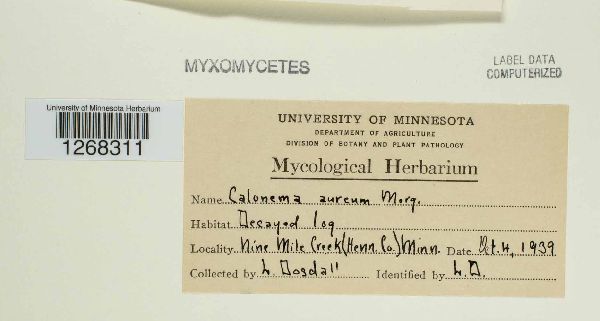 MYXOMYCETES
LABEL DATA
COMPUTERIZED
University of Minnesota Herbarium
1268311
UNIVERSITY OF MINNESOTA
DEPARTMENT OF AGRICULTURE
DIVISION OF BOTANY AND PLANT PATHOLOGY
Mycological Herbarium
Name Calonema aureum Morg.
Habitat Decayed log
Locality Nine Mile Creek (Henn. Co.) Minn. Date Oct. 4, 1939
Collected by L. Dosdall Identified by L. D.